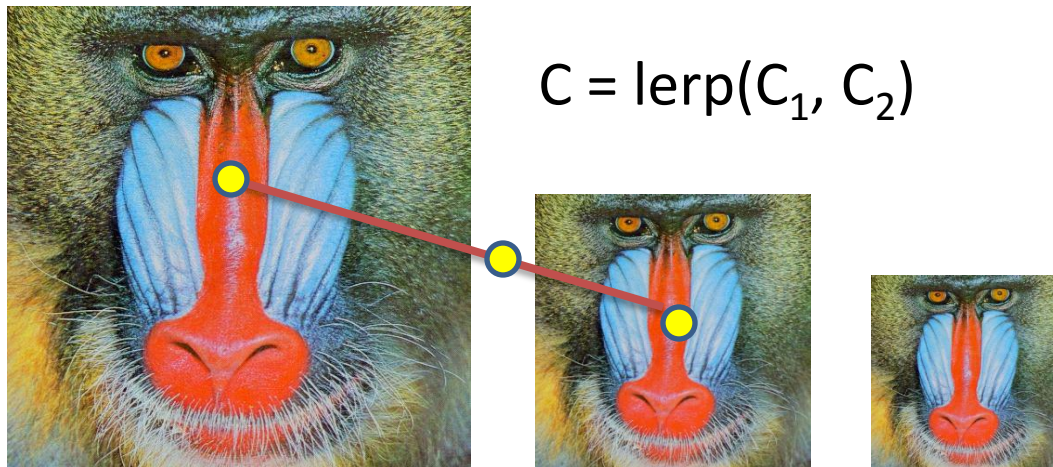 C = lerp(C₁, C₂)